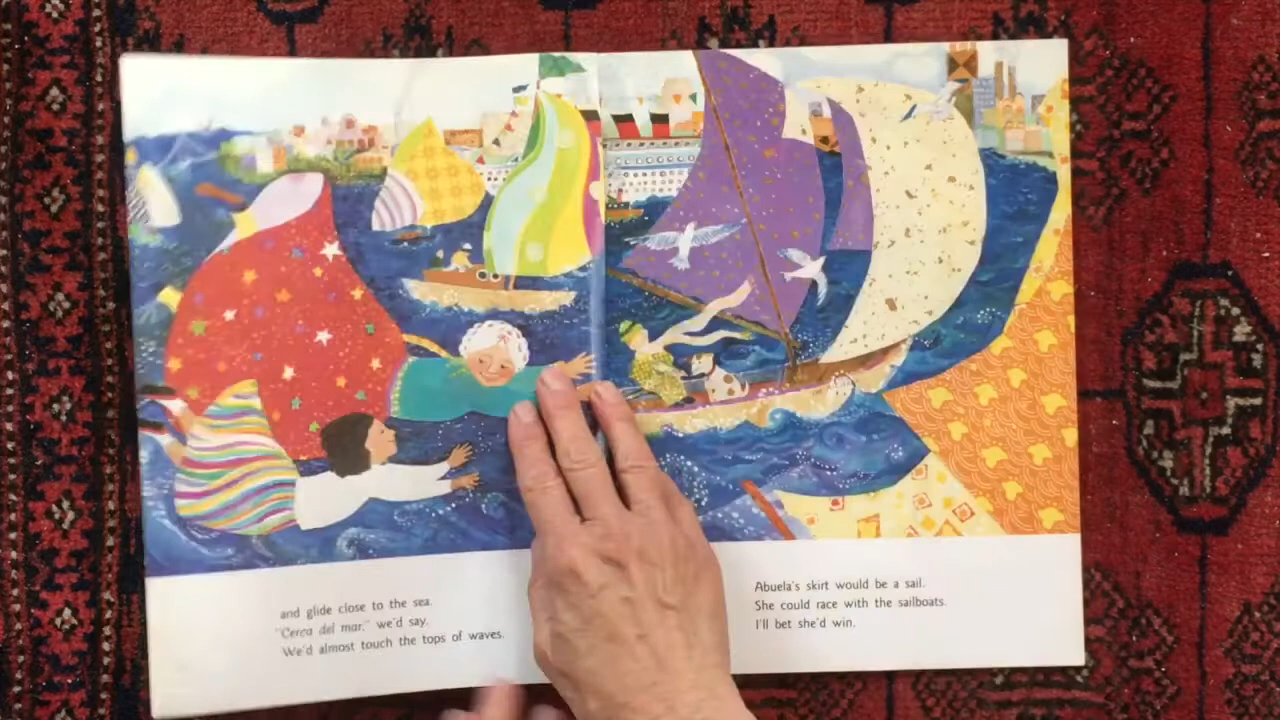 and glide close to the sea.
"Cerca del mar," we'd say.
We'd almost touch the tops of waves.
Abuela's skirt would be a sail.
She could race with the sailboats.
I'll bet she'd win.